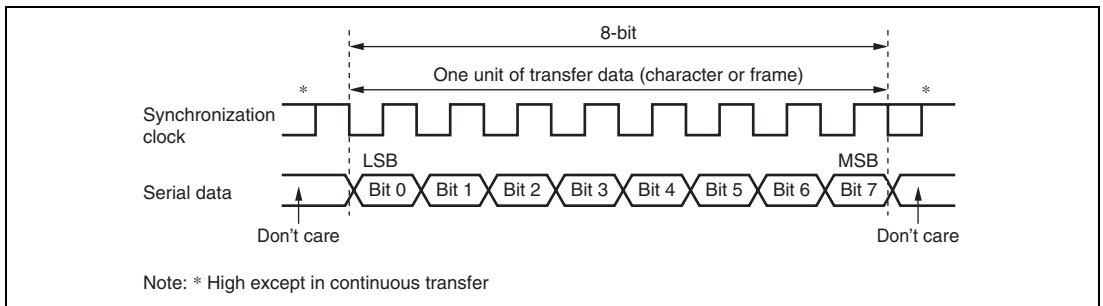 8-bit
One unit of transfer data (character or frame)
*
*
Synchronization
clock
LSB
MSB
Serial data
Bit 0
Bit 1
Bit 2
Bit 3
Bit 4
Bit 5
Bit 6
Bit 7
Don't care
Don't care
Note: * High except in continuous transfer